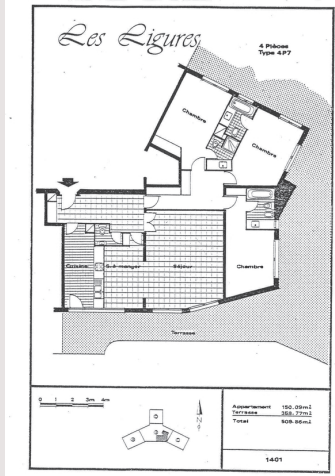 Les Ligures
4 Pièces
Type 4P7
Chambre
Chambre
Cuisine
S. à manger
Séjour
Chambre
Terrasse
0 1 2 3m 4m
N
Appartement 150.09m2
Terrasse 359.77m2
Total 509.86m2
1401